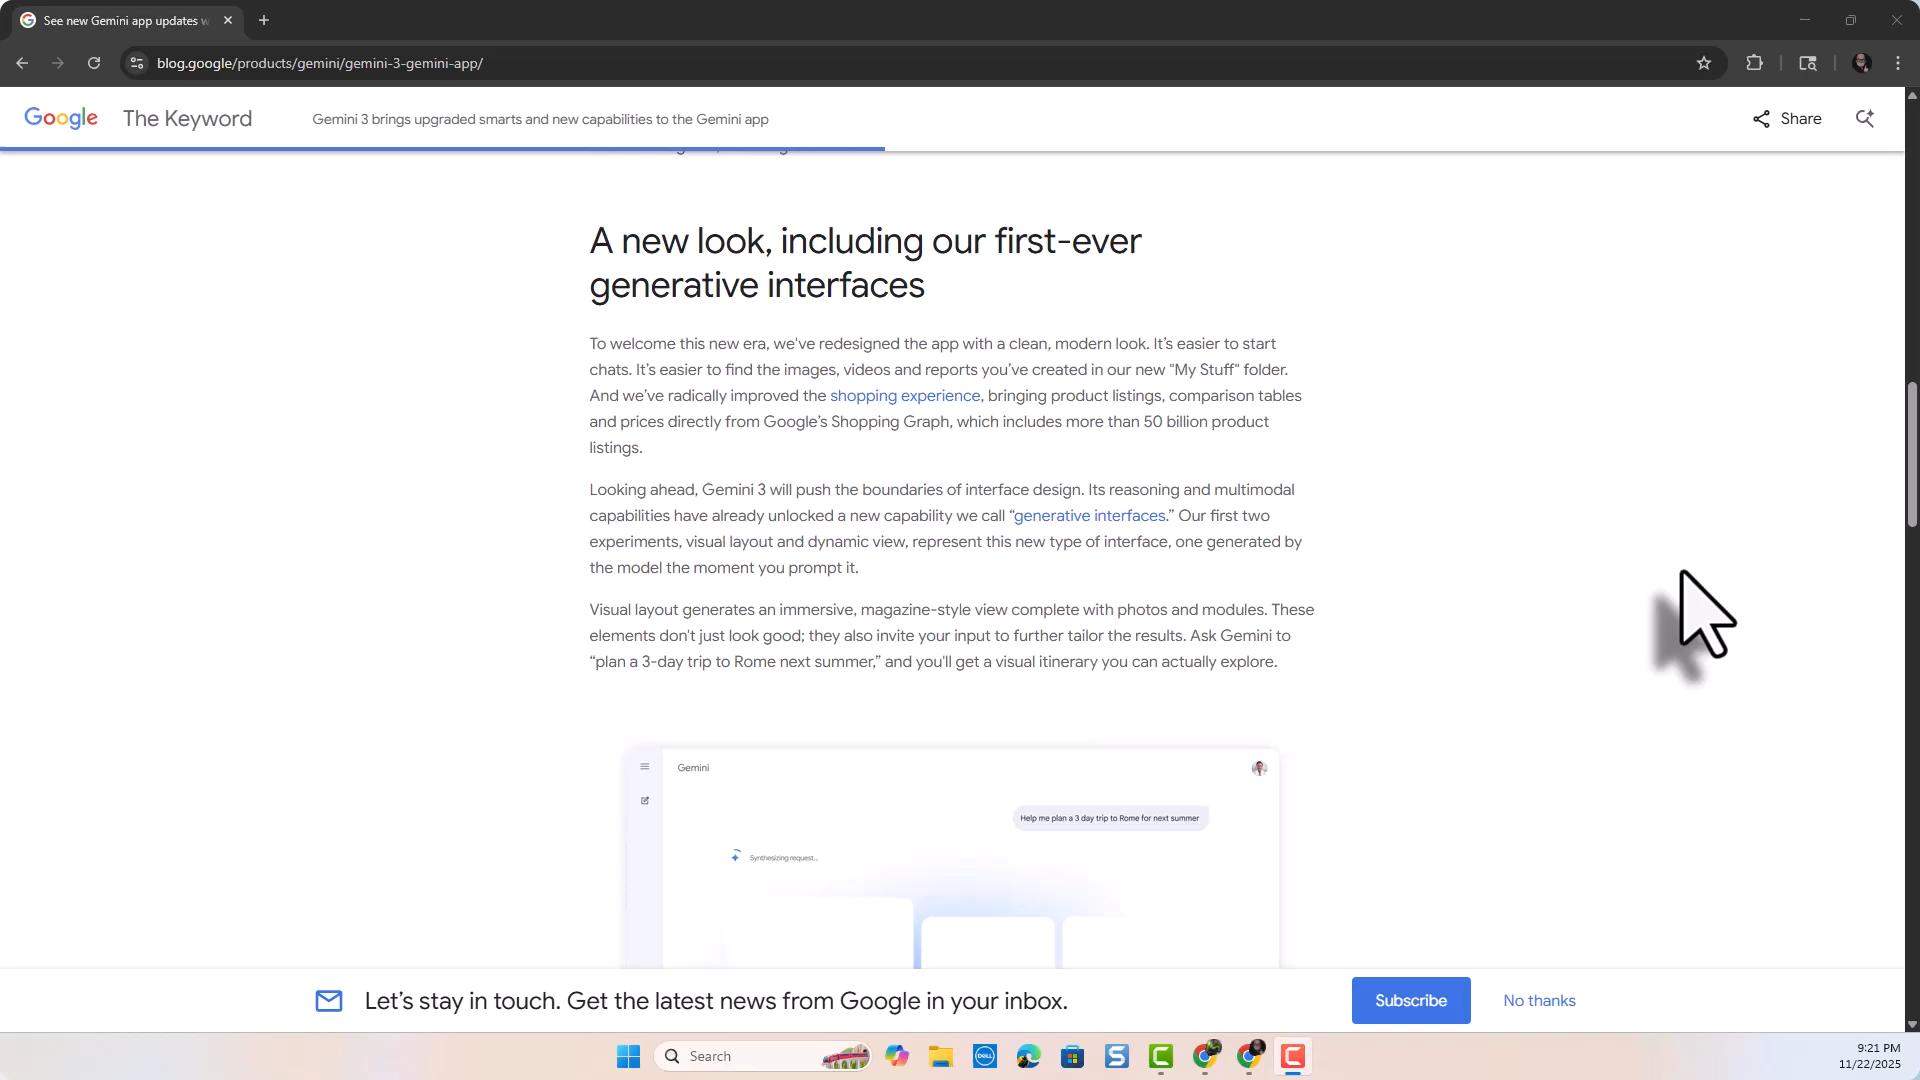 See new Gemini app updates w
blog.google/products/gemini/gemini-3-gemini-app/
Google The Keyword
Gemini 3 brings upgraded smarts and new capabilities to the Gemini app
Share
A new look, including our first-ever
generative interfaces
To welcome this new era, we've redesigned the app with a clean, modern look. It's easier to start
chats. It's easier to find the images, videos and reports you've created in our new "My Stuff" folder.
And we've radically improved the shopping experience, bringing product listings, comparison tables
and prices directly from Google's Shopping Graph, which includes more than 50 billion product
listings.
Looking ahead, Gemini 3 will push the boundaries of interface design. Its reasoning and multimodal
capabilities have already unlocked a new capability we call “generative interfaces.” Our first two
experiments, visual layout and dynamic view, represent this new type of interface, one generated by
the model the moment you prompt it.
Visual layout generates an immersive, magazine-style view complete with photos and modules. These
elements don't just look good; they also invite your input to further tailor the results. Ask Gemini to
“plan a 3-day trip to Rome next summer,” and you'll get a visual itinerary you can actually explore.
Gemini
Help me plan a 3 day trip to Rome for next summer
Synthesizing request...
Let's stay in touch. Get the latest news from Google in your inbox.
Subscribe
No thanks
Search
DELL
9:21 PM
11/22/2025